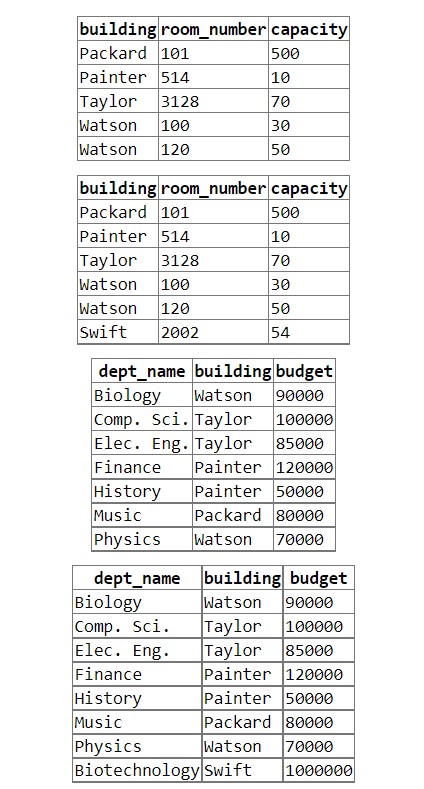 building room_number capacity
Packard 101 500
Painter 514 10
Taylor 3128 70
Watson 100 30
Watson 120 50
building room_number capacity
Packard 101 500
Painter 514 10
Taylor 3128 70
Watson 100 30
Watson 120 50
Swift 2002 54
dept_name building budget
Biology Watson 90000
Comp. Sci. Taylor 100000
Elec. Eng. Taylor 85000
Finance Painter 120000
History Painter 50000
Music Packard 80000
Physics Watson 70000
dept_name building budget
Biology Watson 90000
Comp. Sci. Taylor 100000
Elec. Eng. Taylor 85000
Finance Painter 120000
History Painter 50000
Music Packard 80000
Physics Watson 70000
Biotechnology Swift 1000000